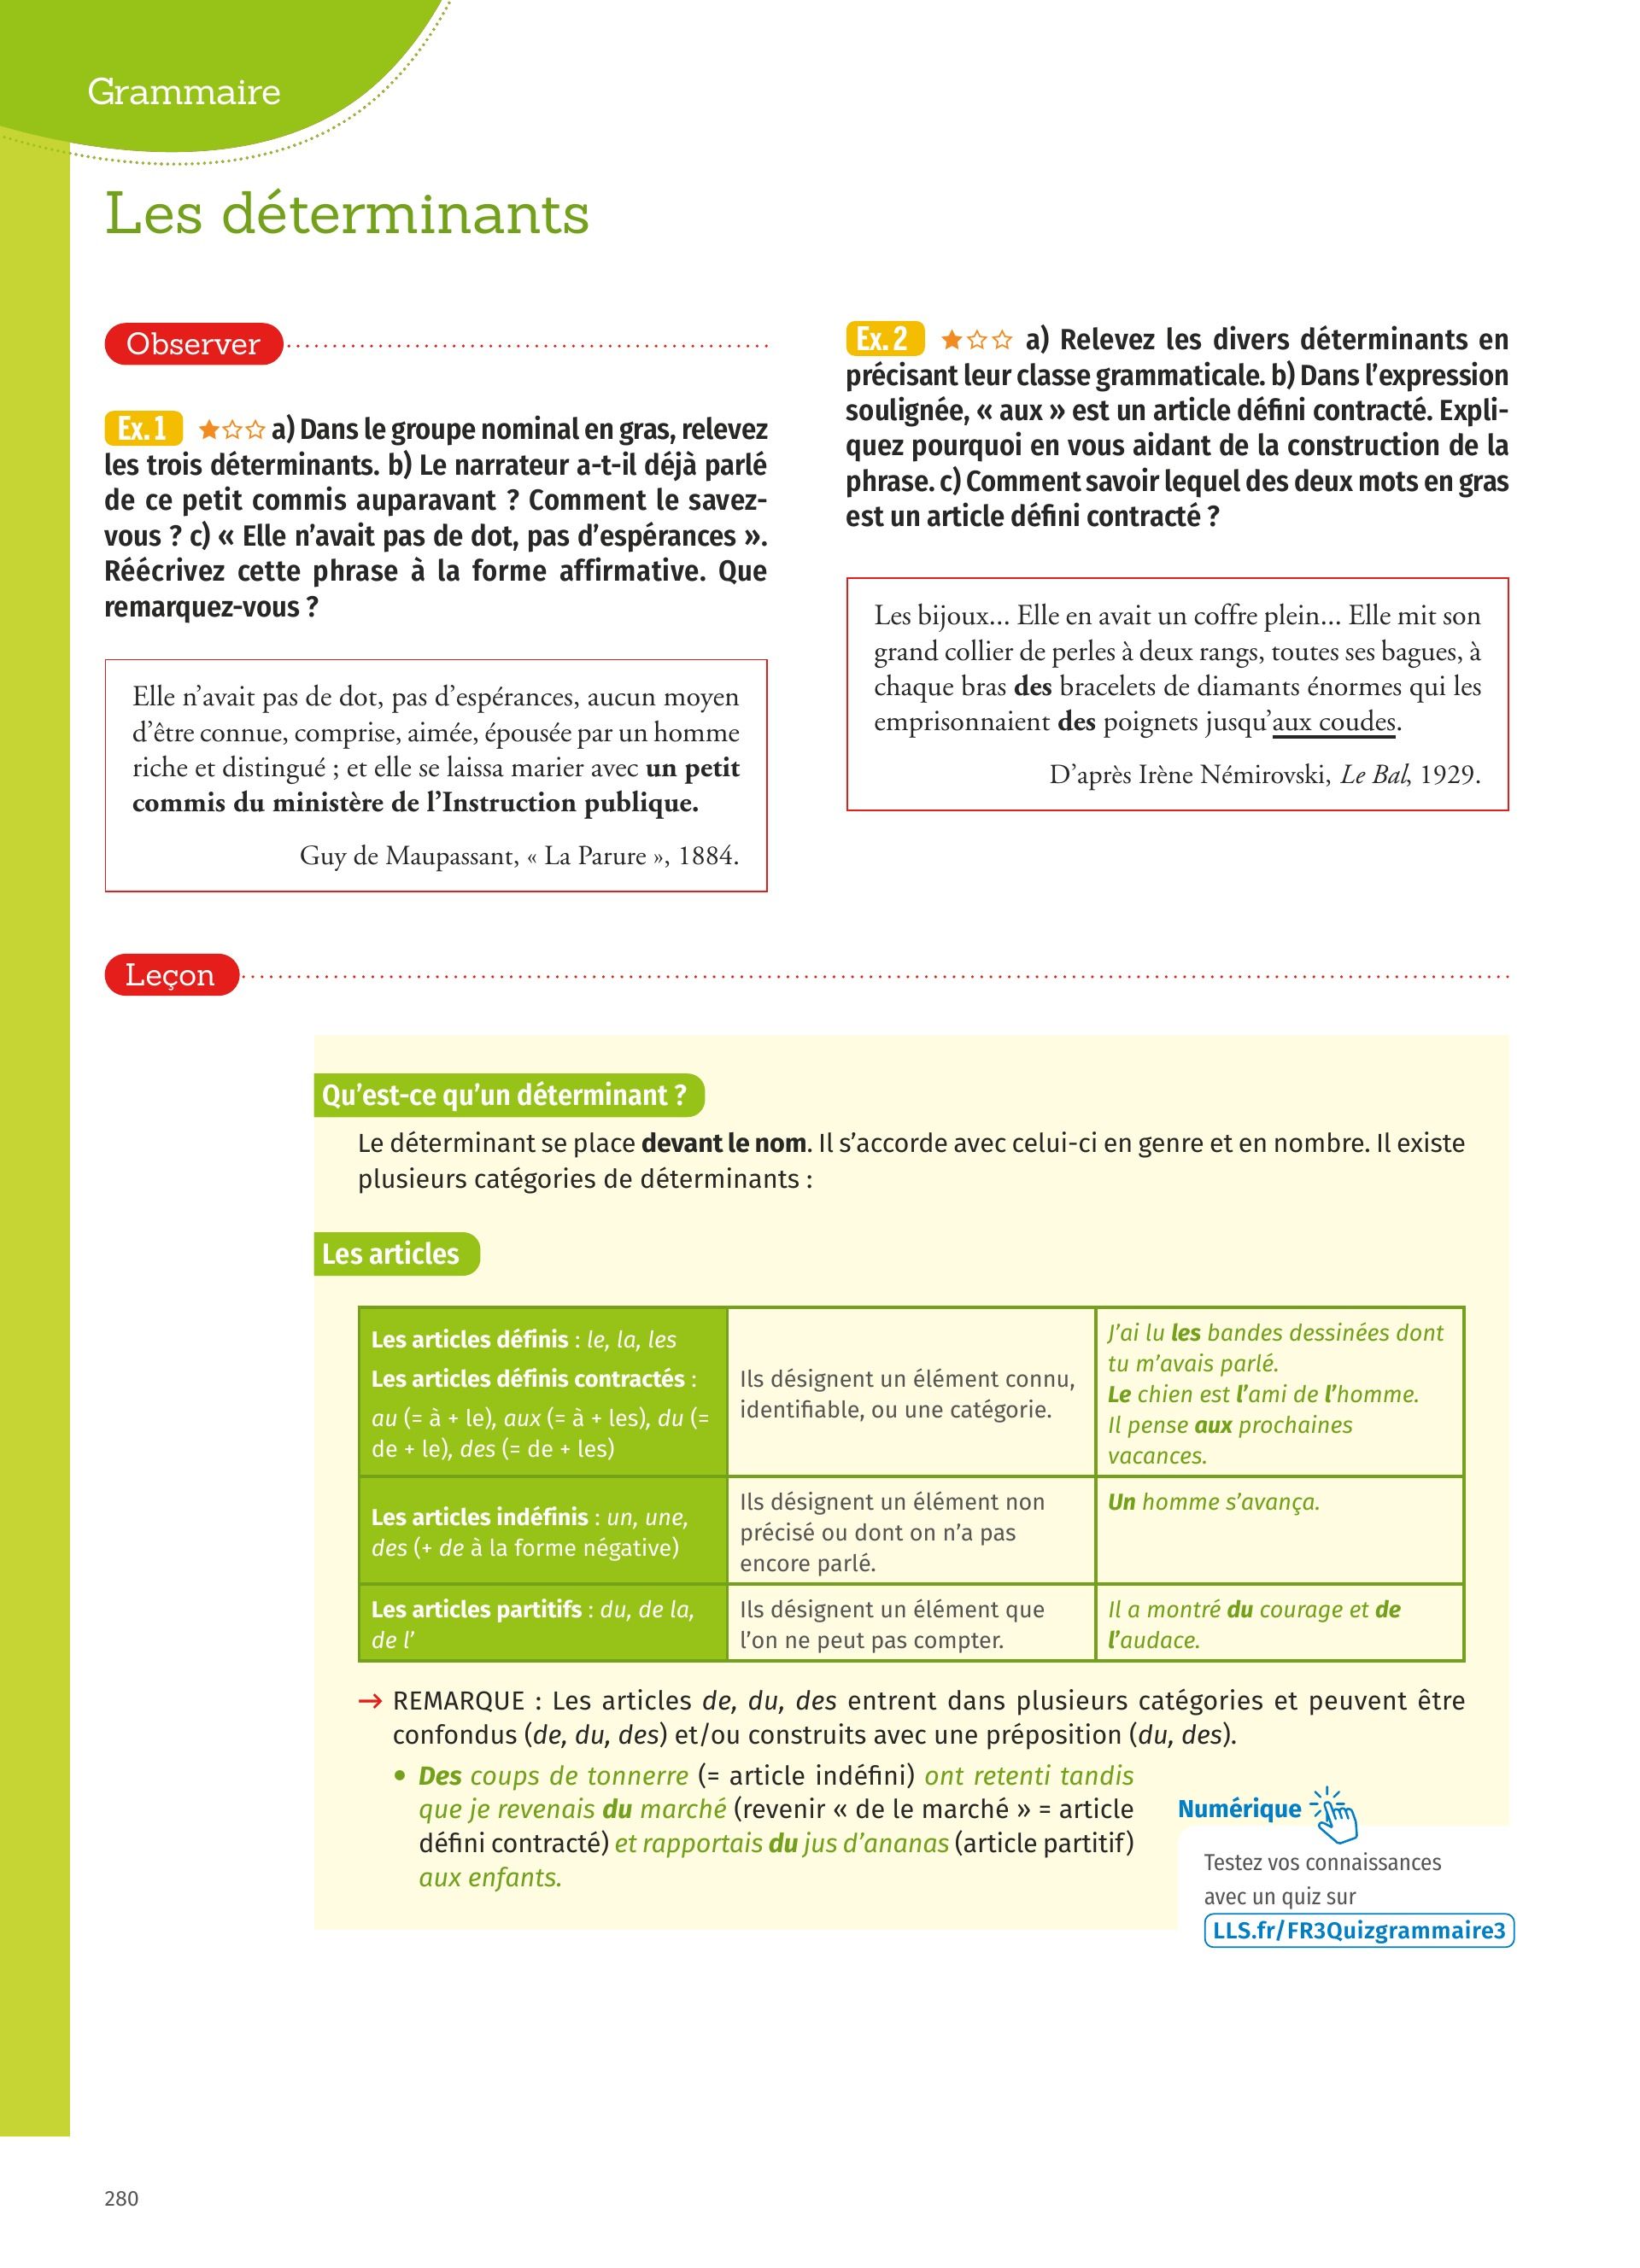 Grammaire
Les déterminants
Observer
Ex. 1 ★☆☆ a) Dans le groupe nominal en gras, relevez
les trois déterminants. b) Le narrateur a-t-il déjà parlé
de ce petit commis auparavant ? Comment le savez-
vous ? c) « Elle n’avait pas de dot, pas d’espérances ».
Réécrivez cette phrase à la forme affirmative. Que
remarquez-vous ?
Elle n’avait pas de dot, pas d’espérances, aucun moyen
d’être connue, comprise, aimée, épousée par un homme
riche et distingué ; et elle se laissa marier avec un petit
commis du ministère de l’Instruction publique.
Guy de Maupassant, « La Parure », 1884.
Ex. 2 ★☆☆ a) Relevez les divers déterminants en
précisant leur classe grammaticale. b) Dans l’expression
soulignée, « aux » est un article défini contracté. Expli-
quez pourquoi en vous aidant de la construction de la
phrase. c) Comment savoir lequel des deux mots en gras
est un article défini contracté ?
Les bijoux... Elle en avait un coffre plein... Elle mit son
grand collier de perles à deux rangs, toutes ses bagues, à
chaque bras des bracelets de diamants énormes qui les
emprisonnaient des poignets jusqu’aux coudes.
D’après Irène Némirovski, Le Bal, 1929.
Leçon
Qu’est-ce qu’un déterminant ?
Le déterminant se place devant le nom. Il s’accorde avec celui-ci en genre et en nombre. Il existe
plusieurs catégories de déterminants :
Les articles
Les articles définis : le, la, les
Les articles définis contractés :
au (= à + le), aux (= à + les), du (=
de + le), des (= de + les)
Ils désignent un élément connu,
identifiable, ou une catégorie.
J’ai lu les bandes dessinées dont
tu m’avais parlé.
Le chien est l’ami de l’homme.
Il pense aux prochaines
vacances.
Les articles indéfinis : un, une,
des (+ de à la forme négative)
Ils désignent un élément non
précisé ou dont on n’a pas
encore parlé.
Un homme s’avança.
Les articles partitifs : du, de la,
de l’
Ils désignent un élément que
l’on ne peut pas compter.
Il a montré du courage et de
l’audace.
→ REMARQUE : Les articles de, du, des entrent dans plusieurs catégories et peuvent être
confondus (de, du, des) et/ou construits avec une préposition (du, des).
• Des coups de tonnerre (= article indéfini) ont retenti tandis
que je revenais du marché (revenir « de le marché » = article
défini contracté) et rapportais du jus d’ananas (article partitif)
aux enfants.
Numérique
Testez vos connaissances
avec un quiz sur
LLS.fr/FR3Quizgrammaire3
280